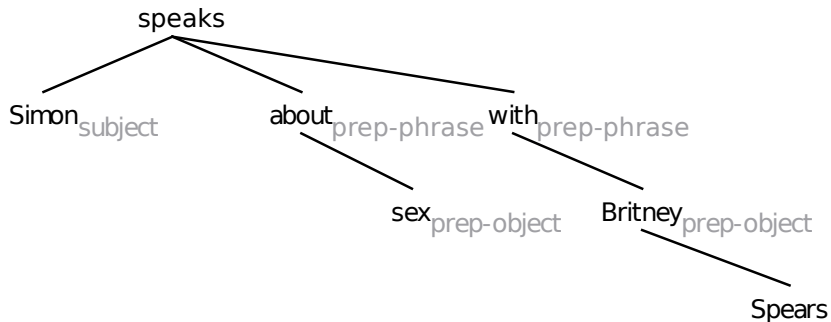 speaks
Simon subject about prep-phrase with prep-phrase
sex prep-object Britney prep-object
Spears